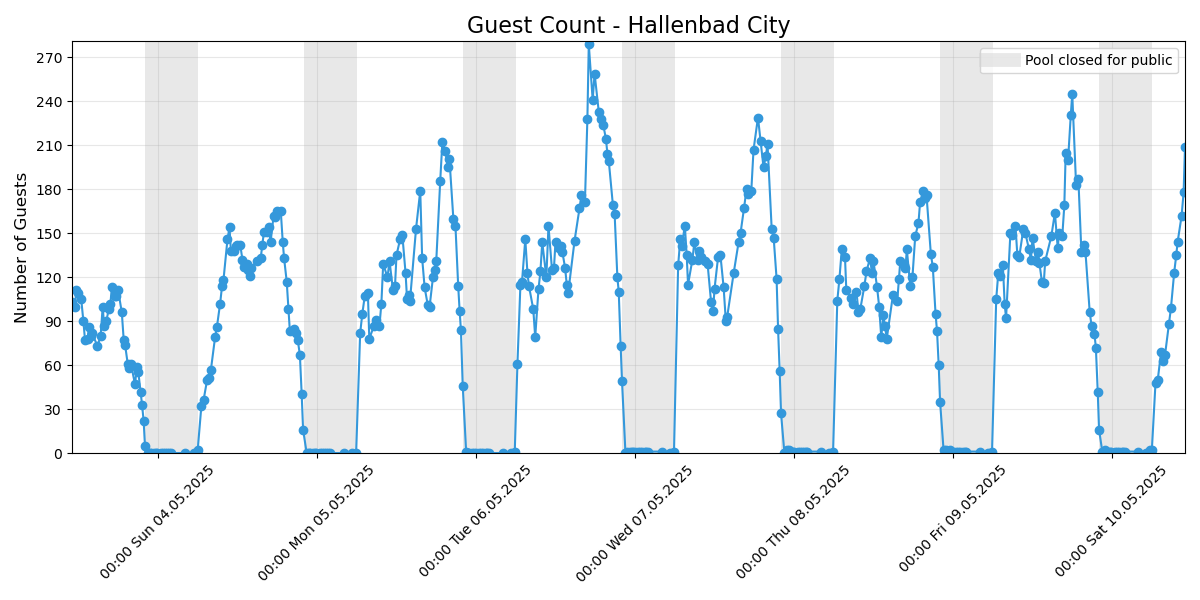 Guest Count - Hallenbad City
Pool closed for public
Number of Guests
270
240
210
180
150
120
90
60
30
0
00:00 Sun 04.05.2025
00:00 Mon 05.05.2025
00:00 Tue 06.05.2025
00:00 Wed 07.05.2025
00:00 Thu 08.05.2025
00:00 Fri 09.05.2025
00:00 Sat 10.05.2025